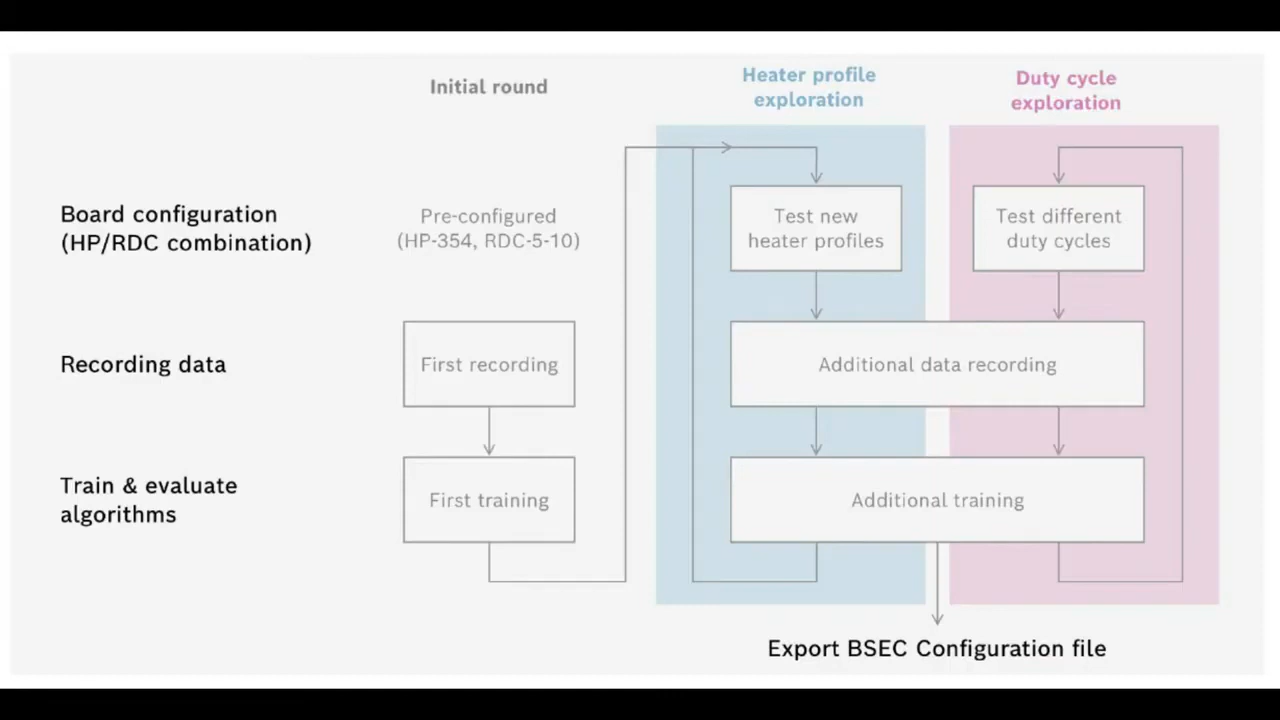 Initial round
Heater profile
exploration
Duty cycle
exploration
Board configuration
(HP/RDC combination)
Pre-configured
(HP-354, RDC-5-10)
Test new
heater profiles
Test different
duty cycles
Recording data
First recording
Additional data recording
Train & evaluate
algorithms
First training
Additional training
Export BSEC Configuration file